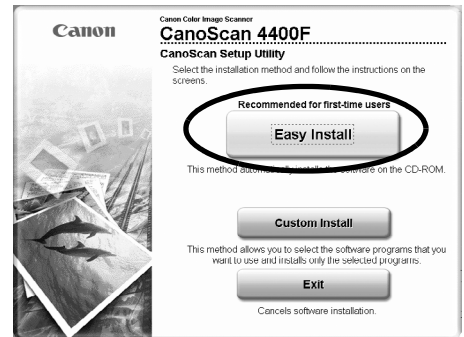 Canon
Canon Color Image Scanner
CanoScan 4400F
CanoScan Setup Utility
Select the installation method and follow the instructions on the
screens.
Recommended for first-time users
Easy Install
This method automatically installs the software on the CD-ROM.
Custom Install
This method allows you to select the software programs that you
want to use and installs only the selected programs.
Exit
Cancels software installation.